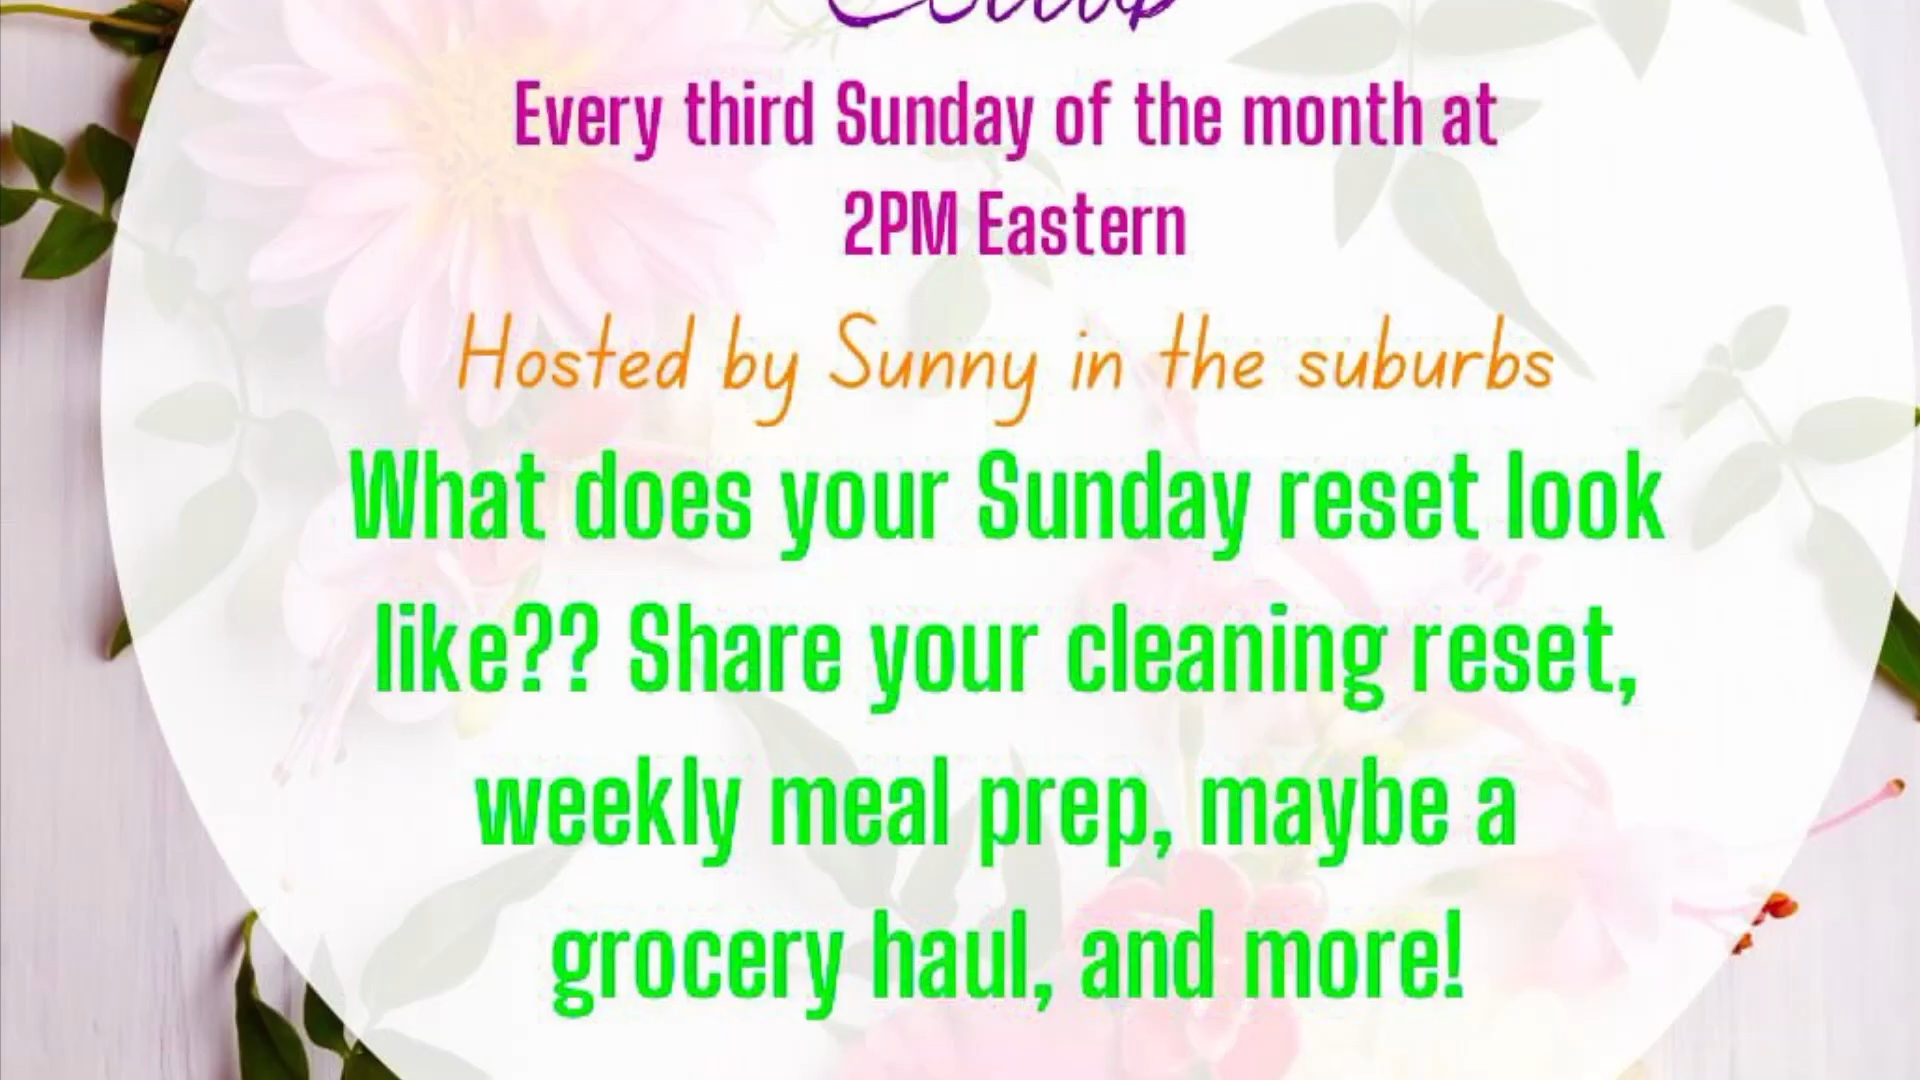 Every third Sunday of the month at
2PM Eastern
Hosted by Sunny in the suburbs
What does your Sunday reset look
like?? Share your cleaning reset,
weekly meal prep, maybe a
grocery haul, and more!